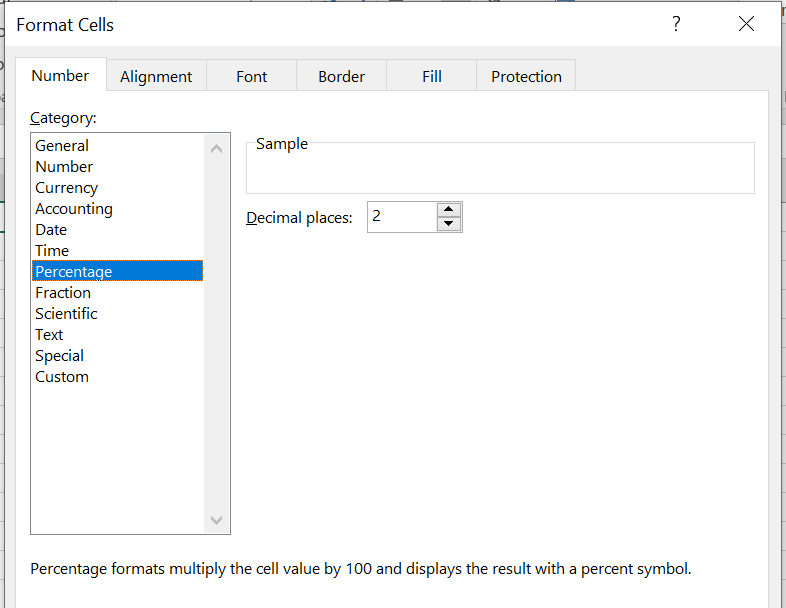 Format Cells ?
Number Alignment Font Border Fill Protection
Category:
General
Number
Currency
Accounting
Date
Time
Percentage
Fraction
Scientific
Text
Special
Custom
Sample
Decimal places: 2
Percentage formats multiply the cell value by 100 and displays the result with a percent symbol.